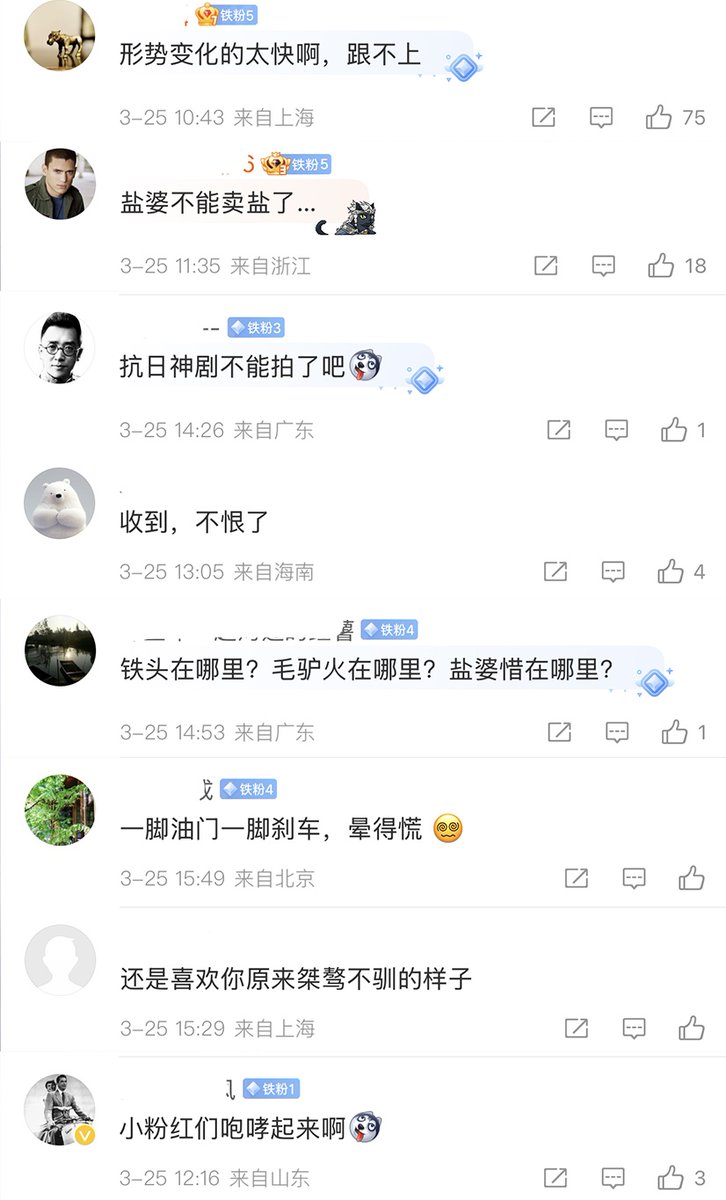 铁粉5
形势变化的太快啊，跟不上
3-25 10:43 来自上海
75
铁粉5
盐婆不能卖盐了...
3-25 11:35 来自浙江
18
铁粉3
抗日神剧不能拍了吧
3-25 14:26 来自广东
1
收到，不恨了
3-25 13:05 来自海南
4
铁粉4
铁头在哪里？毛驴火在哪里？盐婆惜在哪里？
3-25 14:53 来自广东
1
铁粉4
一脚油门一脚刹车，晕得慌
3-25 15:49 来自北京
还是喜欢你原来桀骜不驯的样子
3-25 15:29 来自上海
铁粉1
小粉红们咆哮起来啊
3-25 12:16 来自山东
3